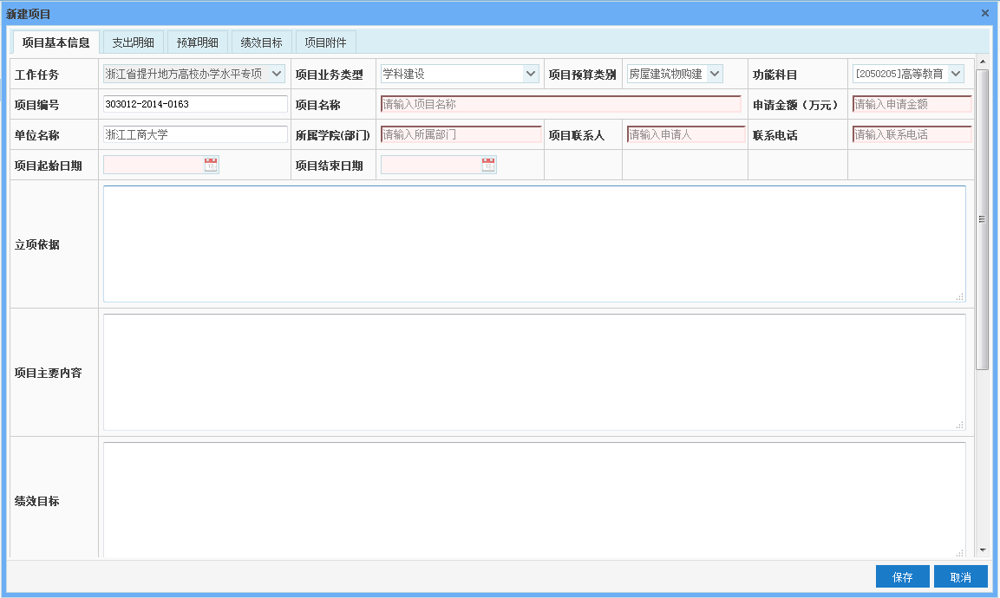 新建项目
项目基本信息 支出明细 预算明细 绩效目标 项目附件
工作任务 浙江省提升地方高校办学水平专项 项目业务类型 学科建设 项目预算类别 房屋建筑物购建 功能科目 [2050205]高等教育
项目编号 303012-2014-0163 项目名称 请输入项目名称 申请金额（万元） 请输入申请金额
单位名称 浙江工商大学 所属学院(部门) 请输入所属部门 项目联系人 请输入申请人 联系电话 请输入联系电话
项目起始日期 项目结束日期
立项依据
项目主要内容
绩效目标
保存 取消